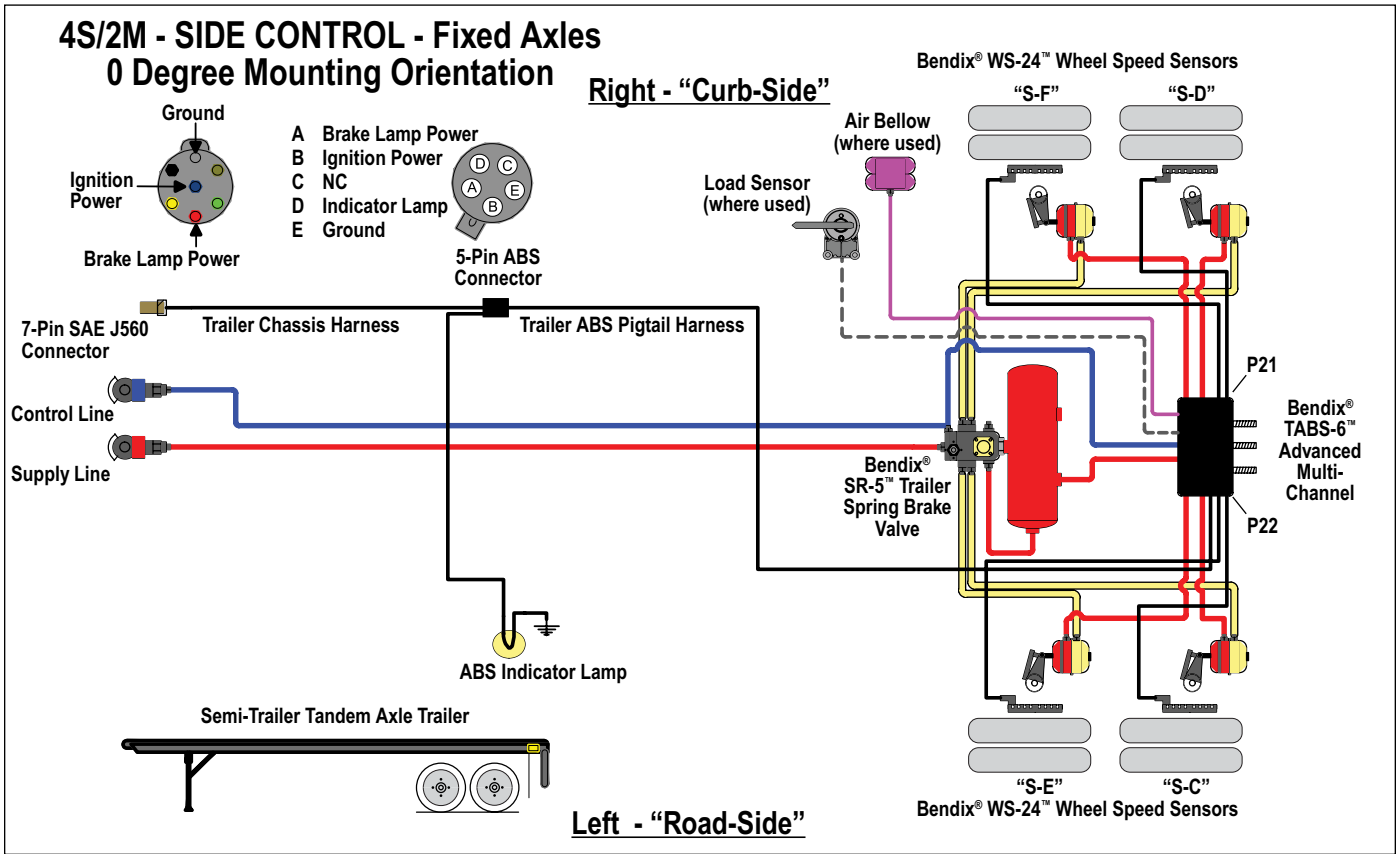 4S/2M - SIDE CONTROL - Fixed Axles
0 Degree Mounting Orientation
Right - “Curb-Side”
Bendix® WS-24™ Wheel Speed Sensors
“S-F”
“S-D”
Ground
Ignition
Power
Brake Lamp Power
A Brake Lamp Power
B Ignition Power
C NC
D Indicator Lamp
E Ground
D
C
A
E
B
5-Pin ABS
Connector
Air Bellow
(where used)
Load Sensor
(where used)
7-Pin SAE J560
Connector
Trailer Chassis Harness
Trailer ABS Pigtail Harness
Control Line
Supply Line
Bendix®
SR-5™ Trailer
Spring Brake
Valve
P21
Bendix®
TABS-6™
Advanced
Multi-
Channel
P22
ABS Indicator Lamp
Semi-Trailer Tandem Axle Trailer
“S-E”
“S-C”
Bendix® WS-24™ Wheel Speed Sensors
Left - “Road-Side”